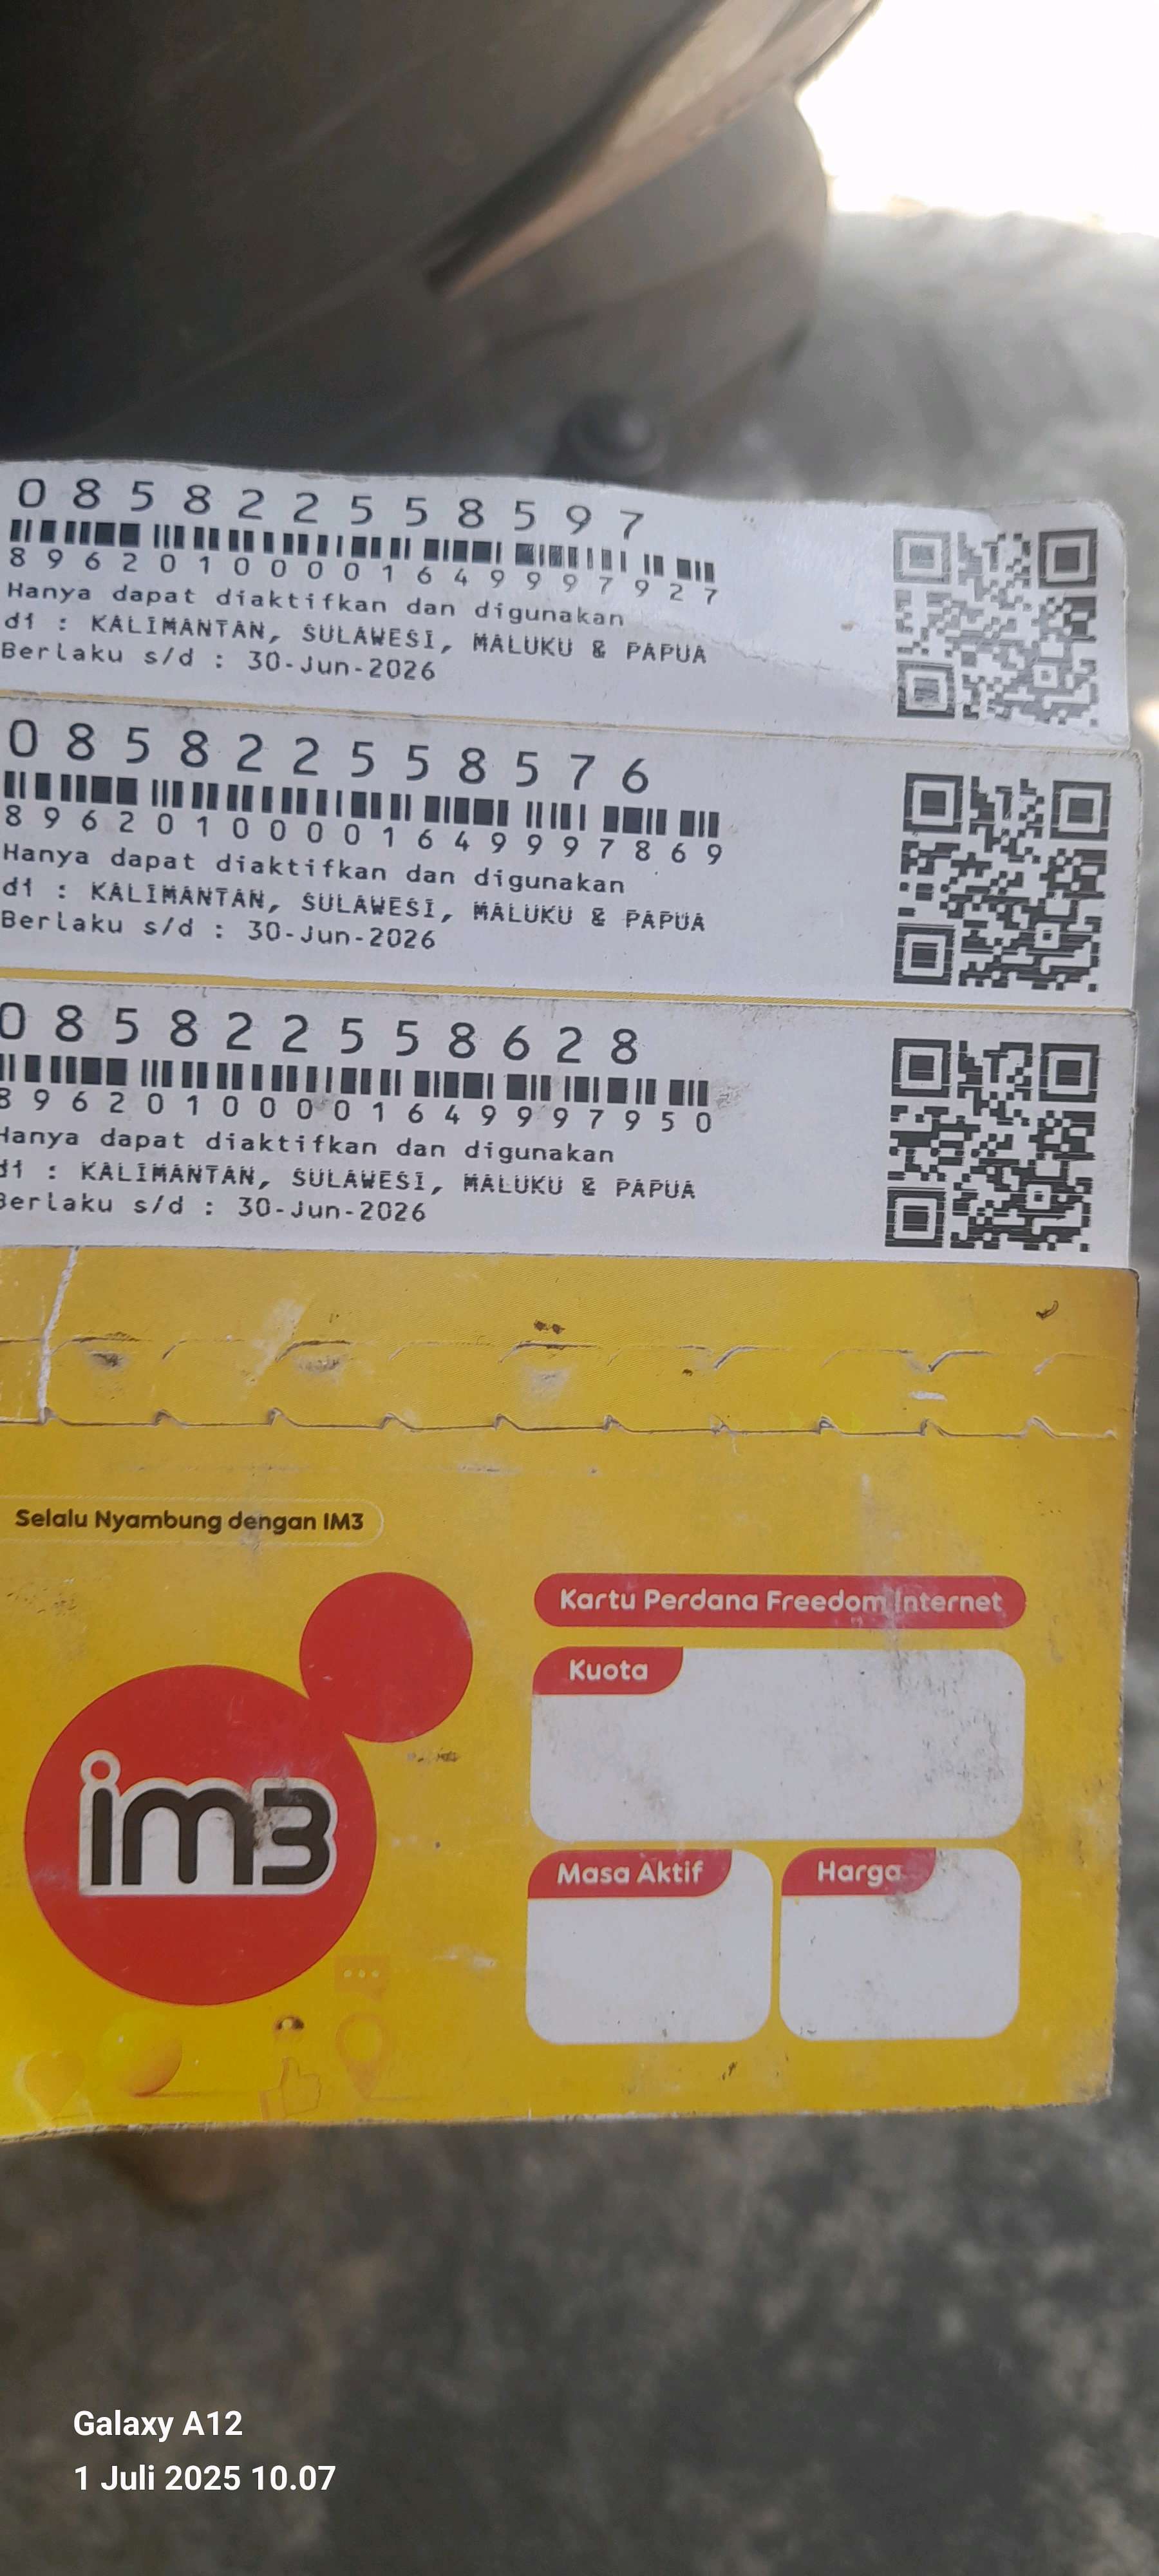 085822558597
89620100001649997927
Hanya dapat diaktifkan dan digunakan
di : KALIMANTAN, SULAWESI, MALUKU & PAPUA
Berlaku s/d : 30-Jun-2026
085822558576
89620100001649997869
Hanya dapat diaktifkan dan digunakan
di : KALIMANTAN, SULAWESI, MALUKU & PAPUA
Berlaku s/d : 30-Jun-2026
085822558628
89620100001649997950
Hanya dapat diaktifkan dan digunakan
di : KALIMANTAN, SULAWESI, MALUKU & PAPUA
Berlaku s/d : 30-Jun-2026
Selalu Nyambung dengan IM3
Kartu Perdana Freedom Internet
Kuota
im3
Masa Aktif
Harga
Galaxy A12
1 Juli 2025 10.07